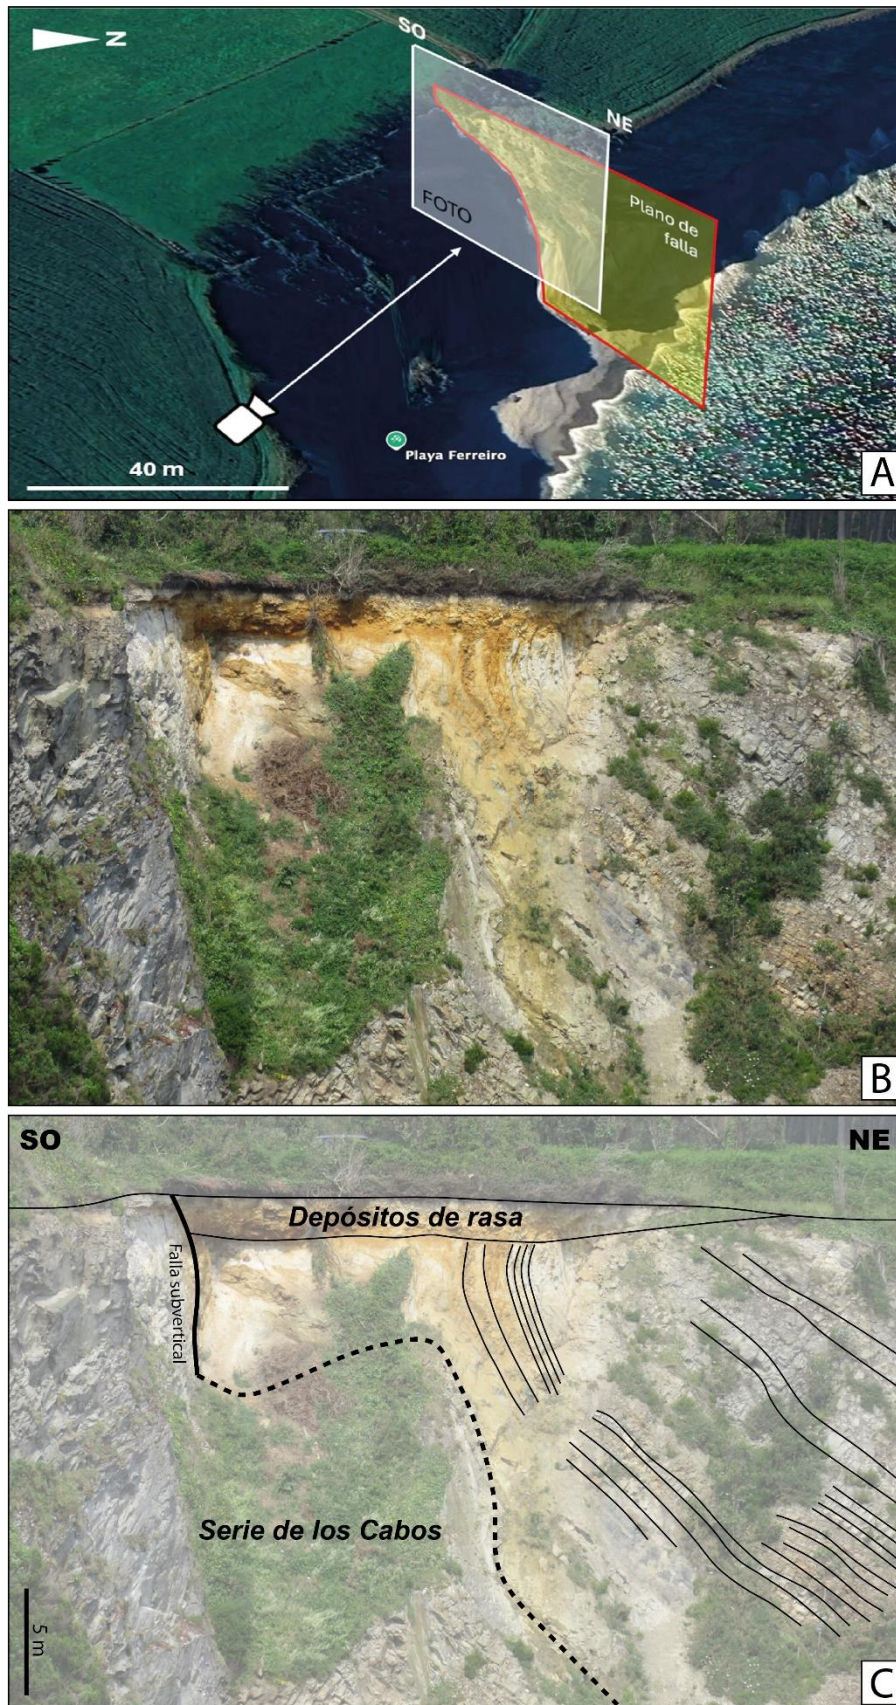 N
SO
NE
FOTO
Plano de
falla
Playa Ferreiro
40 m
A
B
SO
NE
Depósitos de rasa
Falla subvertical
Serie de los Cabos
5 m
C